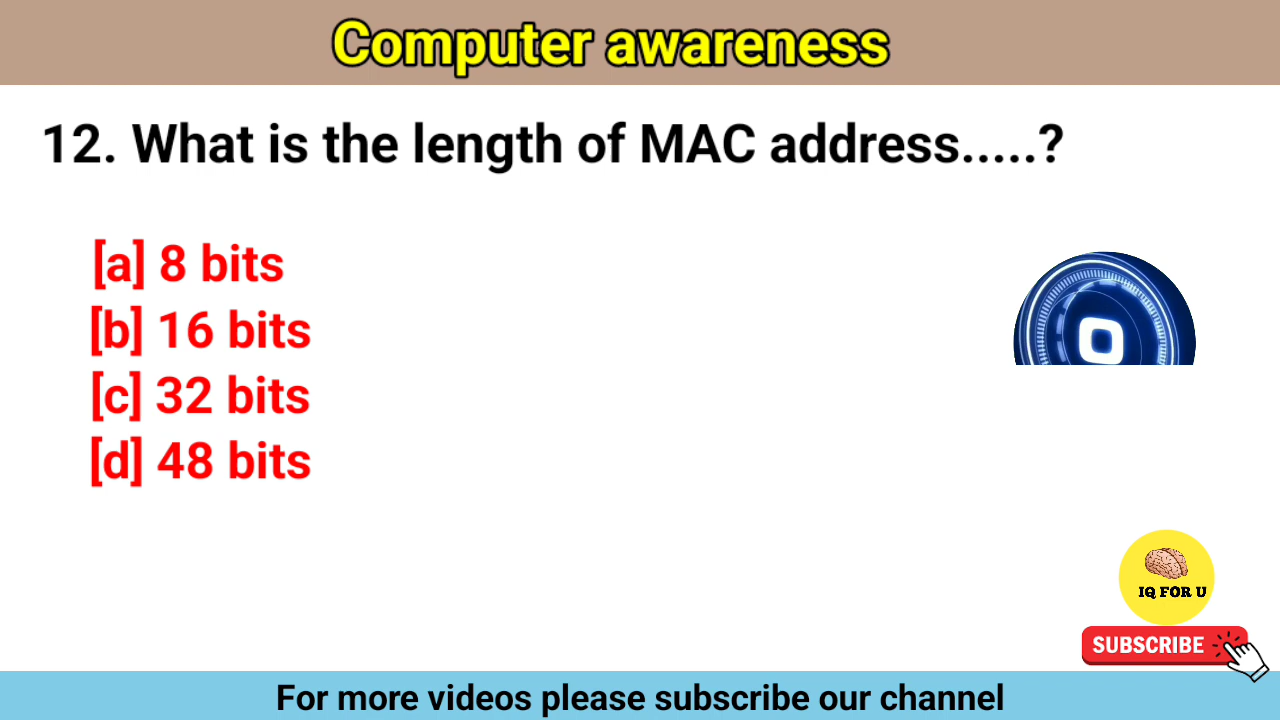 Computer awareness
12. What is the length of MAC address.....?
[a] 8 bits
[b] 16 bits
[c] 32 bits
[d] 48 bits
0
IQ FOR U
SUBSCRIBE
For more videos please subscribe our channel